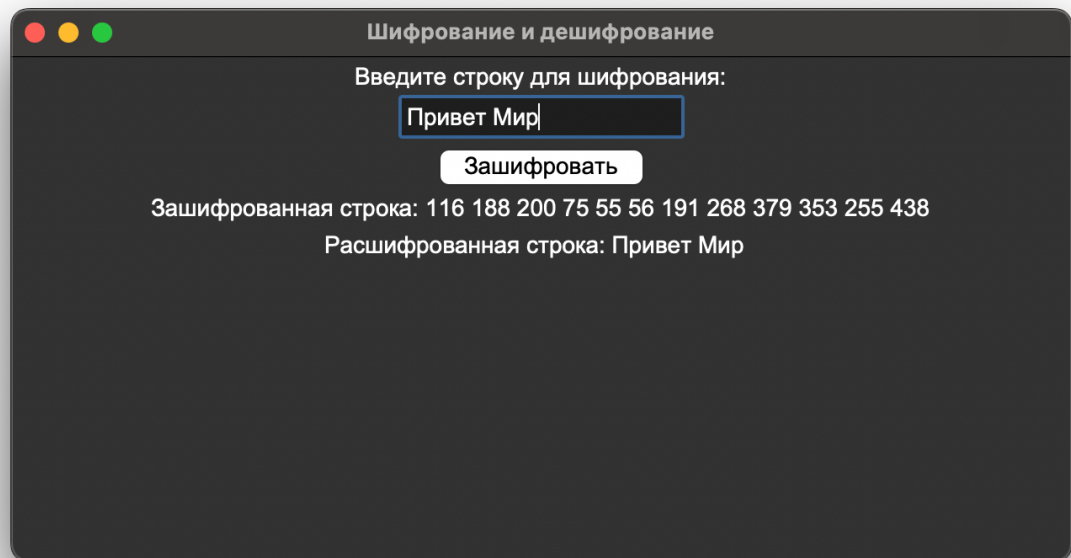 Шифрование и дешифрование
Введите строку для шифрования:
Привет Мир
Зашифровать
Зашифрованная строка: 116 188 200 75 55 56 191 268 379 353 255 438
Расшифрованная строка: Привет Мир